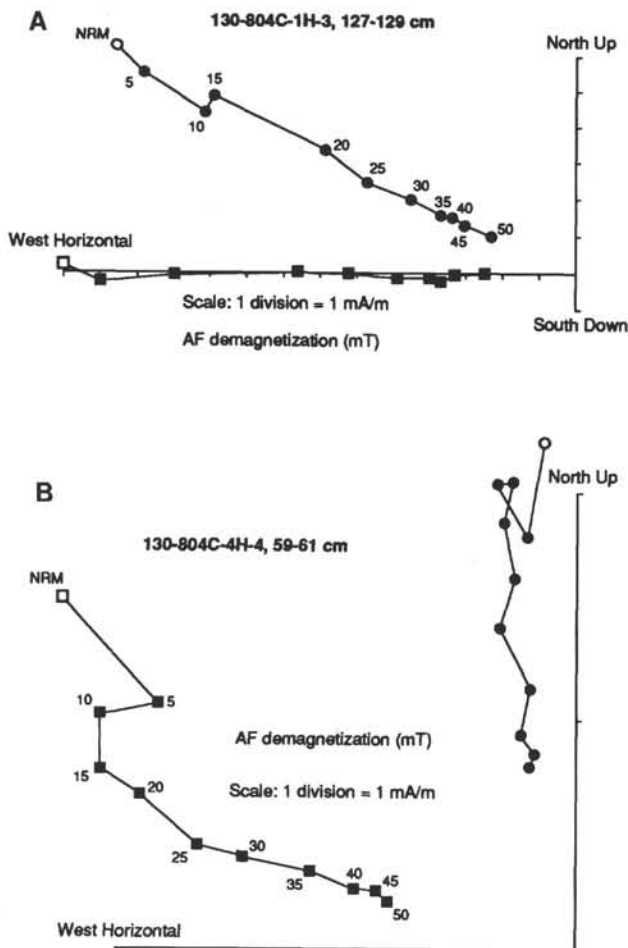 A
130-804C-1H-3, 127-129 cm
NRM
North Up
5
15
10
20
25
30
35
40
45
50
West Horizontal
Scale: 1 division = 1 mA/m
South Down
AF demagnetization (mT)
B
North Up
130-804C-4H-4, 59-61 cm
NRM
10
5
AF demagnetization (mT)
15
20
Scale: 1 division = 1 mA/m
25
30
35
40
45
50
West Horizontal